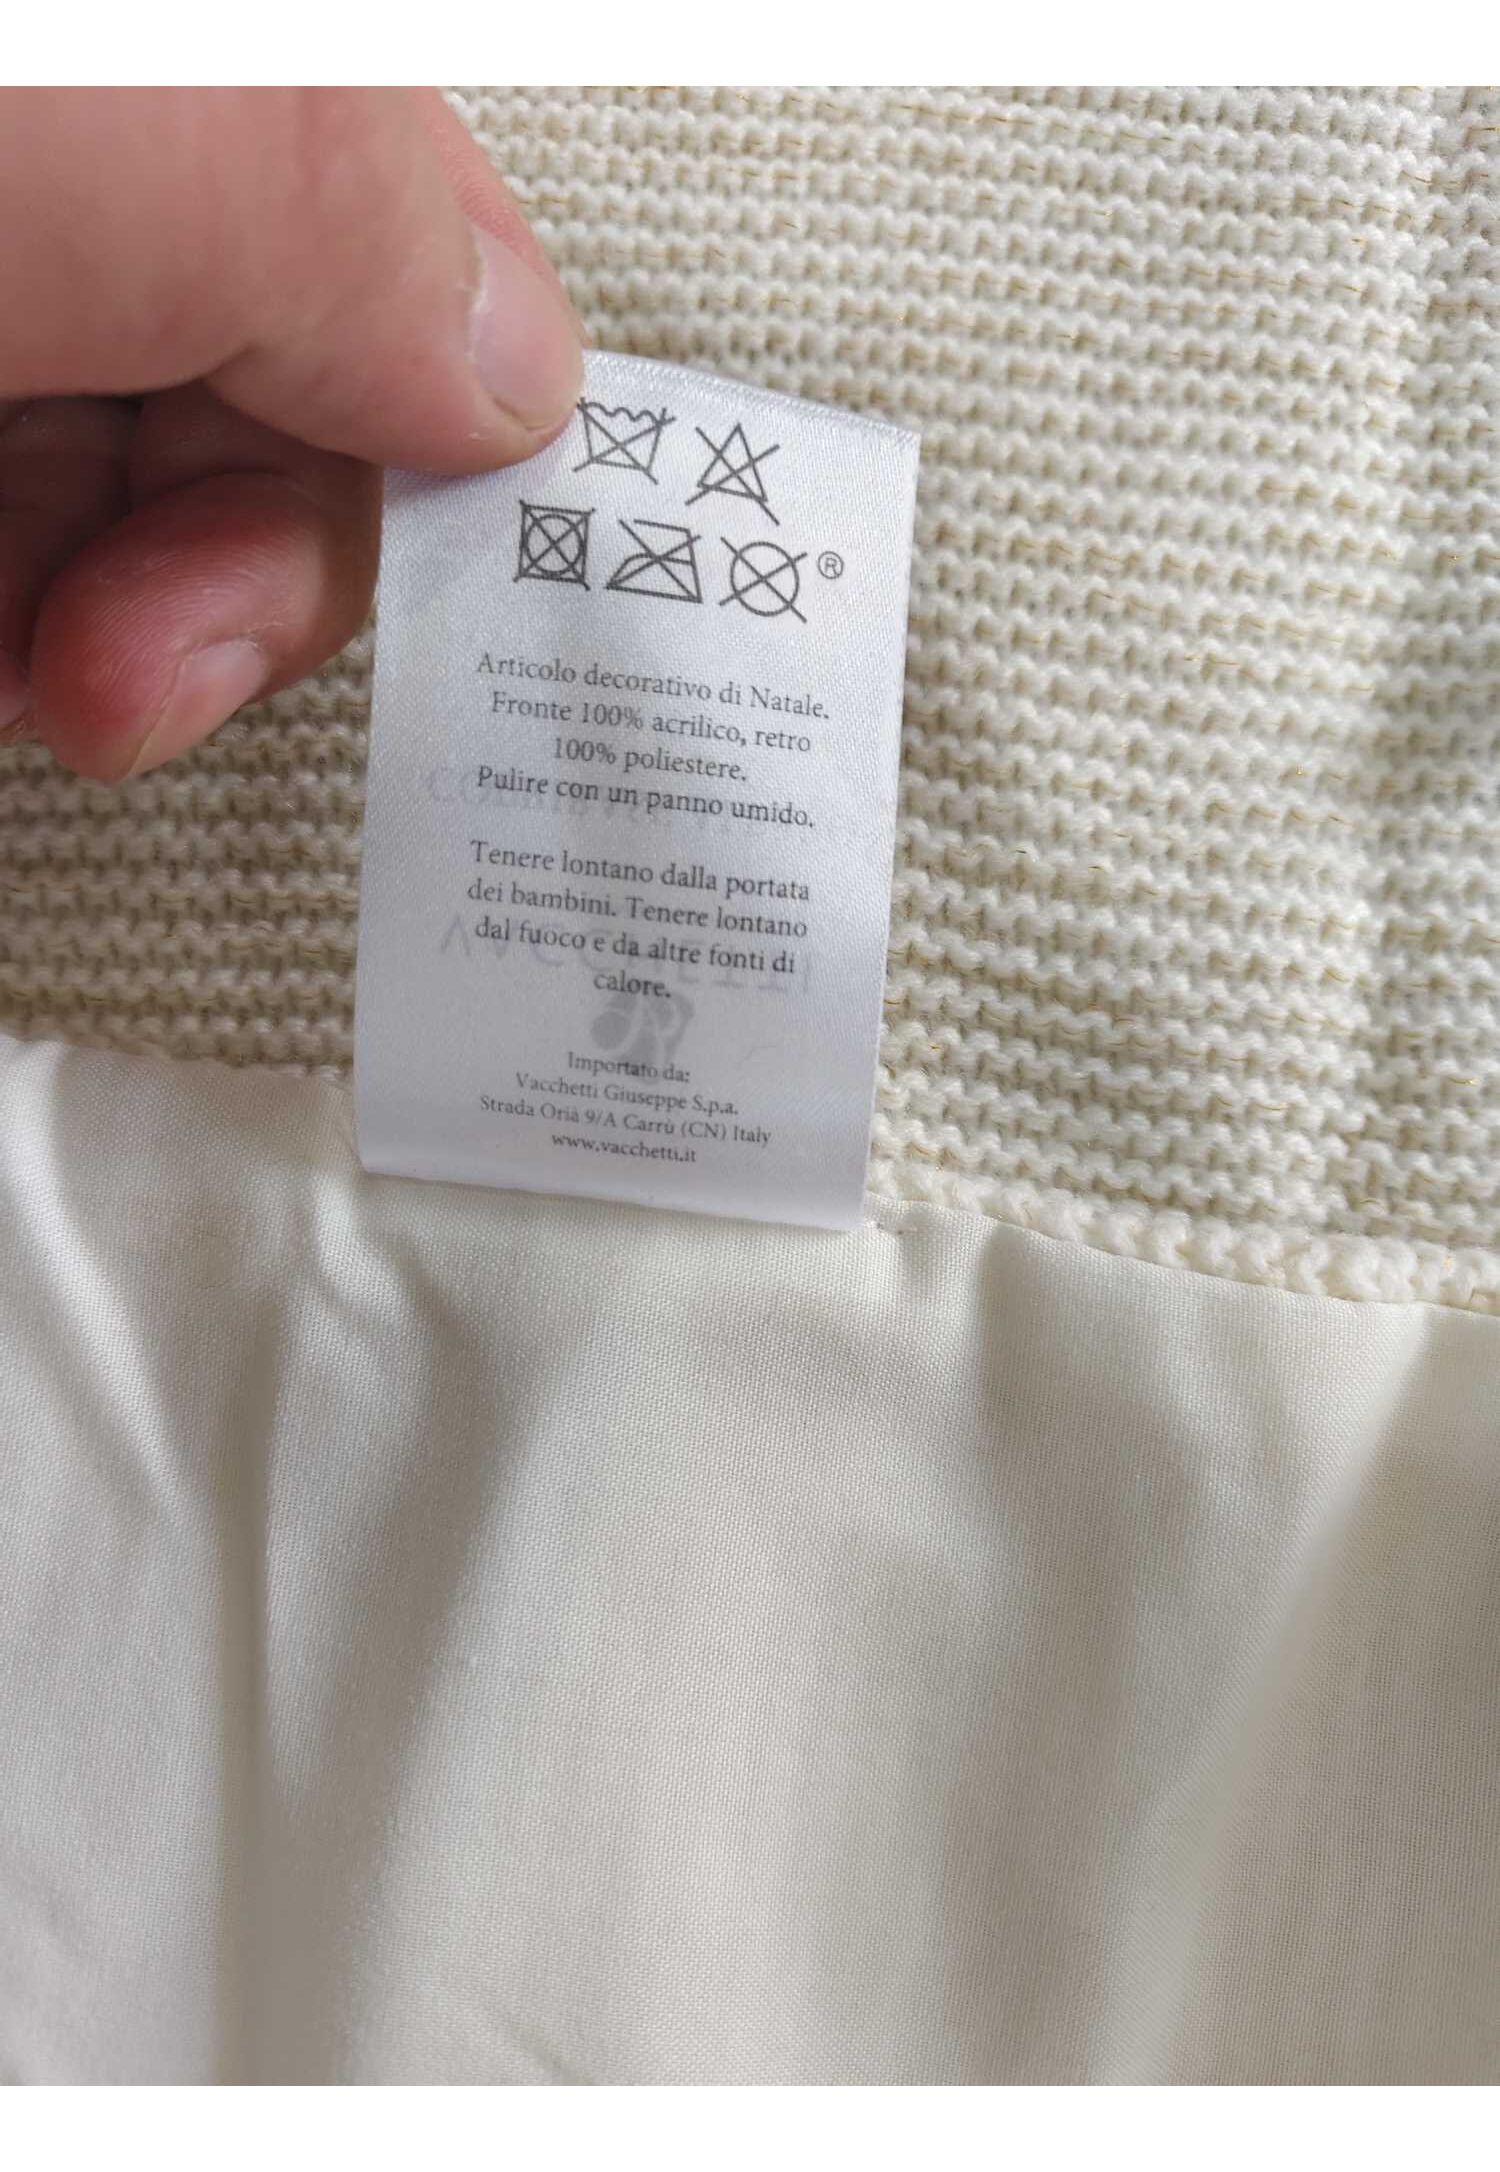 ®
Articolo decorativo di Natale.
Fronte 100% acrilico, retro
100% poliestere.
Pulire con un panno umido.
Tenere lontano dalla portata
dei bambini. Tenere lontano
dal fuoco e da altre fonti di
calore.
Importato da:
Vacchetti Giuseppe S.p.a.
Strada Orià 9/A Carrù (CN) Italy
www.vacchetti.it